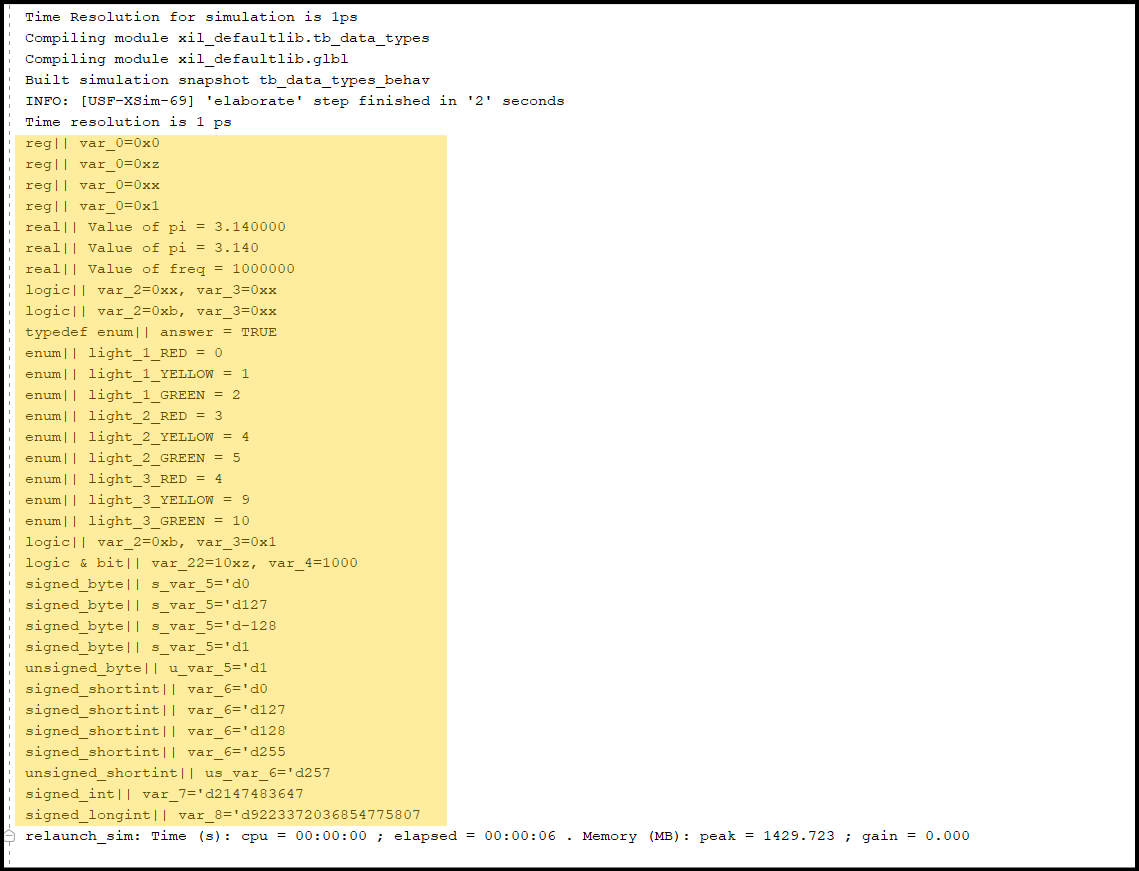 Time Resolution for simulation is 1ps
Compiling module xil_defaultlib.tb_data_types
Compiling module xil_defaultlib.glbl
Built simulation snapshot tb_data_types_behav
INFO: [USF-XSim-69] 'elaborate' step finished in '2' seconds
Time resolution is 1 ps
reg|| var_0=0x0
reg|| var_0=0xz
reg|| var_0=0xx
reg|| var_0=0x1
real|| Value of pi = 3.140000
real|| Value of pi = 3.140
real|| Value of freq = 1000000
logic|| var_2=0xx, var_3=0xx
logic|| var_2=0xb, var_3=0xx
typedef enum|| answer = TRUE
enum|| light_1_RED = 0
enum|| light_1_YELLOW = 1
enum|| light_1_GREEN = 2
enum|| light_2_RED = 3
enum|| light_2_YELLOW = 4
enum|| light_2_GREEN = 5
enum|| light_3_RED = 4
enum|| light_3_YELLOW = 9
enum|| light_3_GREEN = 10
logic|| var_2=0xb, var_3=0x1
logic & bit|| var_22=10xz, var_4=1000
signed_byte|| s_var_5='d0
signed_byte|| s_var_5='d127
signed_byte|| s_var_5='d-128
signed_byte|| s_var_5='d1
unsigned_byte|| u_var_5='d1
signed_shortint|| var_6='d0
signed_shortint|| var_6='d127
signed_shortint|| var_6='d128
signed_shortint|| var_6='d255
unsigned_shortint|| us_var_6='d257
signed_int|| var_7='d2147483647
signed_longint|| var_8='d9223372036854775807
relaunch_sim: Time (s): cpu = 00:00:00 ; elapsed = 00:00:06 . Memory (MB): peak = 1429.723 ; gain = 0.000